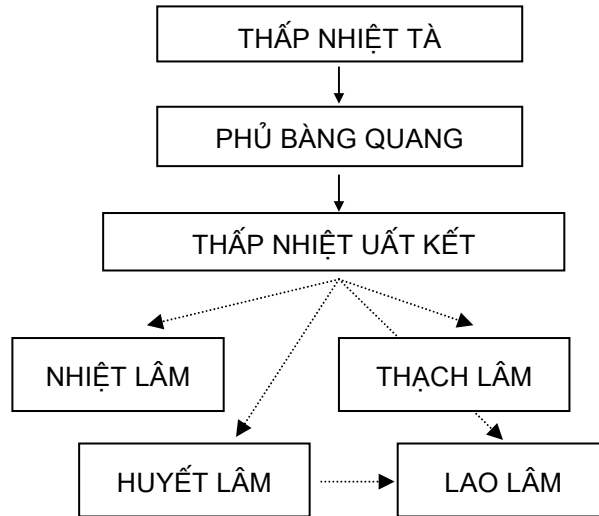 THẤP NHIỆT TÀ
PHỦ BÀNG QUANG
THẤP NHIỆT UẤT KẾT
NHIỆT LÂM
THẠCH LÂM
HUYẾT LÂM
LAO LÂM